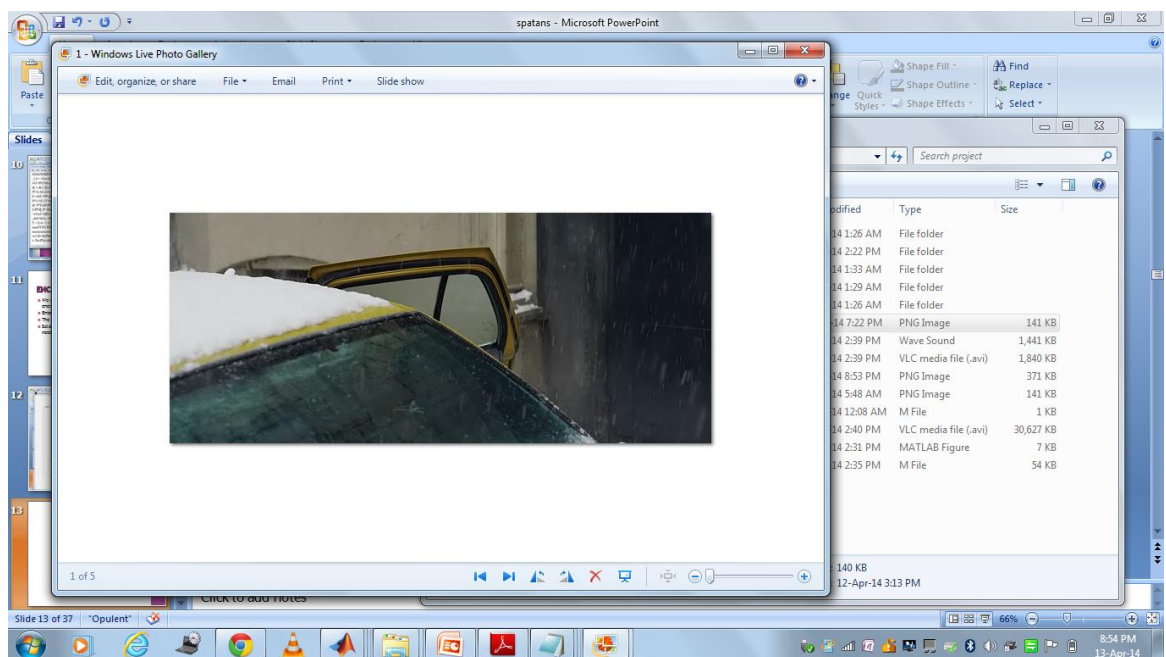 spatans - Microsoft PowerPoint
1 - Windows Live Photo Gallery
Edit, organize, or share File Email Print Slide show
Paste
Quick
Styles
Shape Fill
Shape Outline
Shape Effects
Find
Replace
Select
Slides
10
11
12
13
Search project
Type Size
14 1:26 AM File folder
14 2:22 PM File folder
14 1:33 AM File folder
14 1:29 AM File folder
14 1:26 AM File folder
-14 7:22 PM PNG Image 141 KB
14 2:39 PM Wave Sound 1,441 KB
14 2:39 PM VLC media file (.avi) 1,840 KB
14 8:53 PM PNG Image 371 KB
14 5:48 AM PNG Image 141 KB
14 12:08 AM M File 1 KB
14 2:40 PM VLC media file (.avi) 30,627 KB
14 2:31 PM MATLAB Figure 7 KB
14 2:35 PM M File 54 KB
140 KB
12-Apr-14 3:13 PM
1 of 5
Click to add notes
Slide 13 of 37 "Opulent" 66%
8:54 PM
13-Apr-14